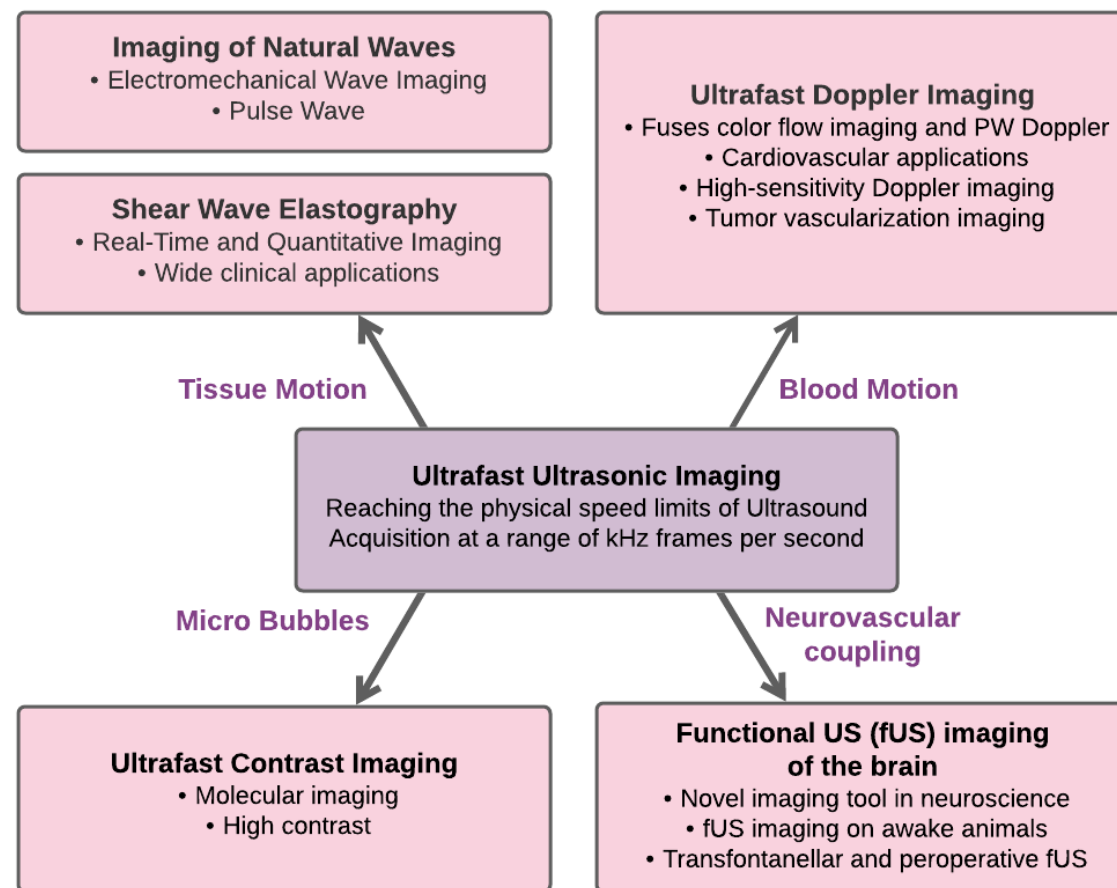 Imaging of Natural Waves
• Electromechanical Wave Imaging
• Pulse Wave
Shear Wave Elastography
• Real-Time and Quantitative Imaging
• Wide clinical applications
Ultrafast Doppler Imaging
• Fuses color flow imaging and PW Doppler
• Cardiovascular applications
• High-sensitivity Doppler imaging
• Tumor vascularization imaging
Tissue Motion
Blood Motion
Ultrafast Ultrasonic Imaging
Reaching the physical speed limits of Ultrasound
Acquisition at a range of kHz frames per second
Micro Bubbles
Neurovascular
coupling
Ultrafast Contrast Imaging
• Molecular imaging
• High contrast
Functional US (fUS) imaging
of the brain
• Novel imaging tool in neuroscience
• fUS imaging on awake animals
• Transfontanellar and peroperative fUS